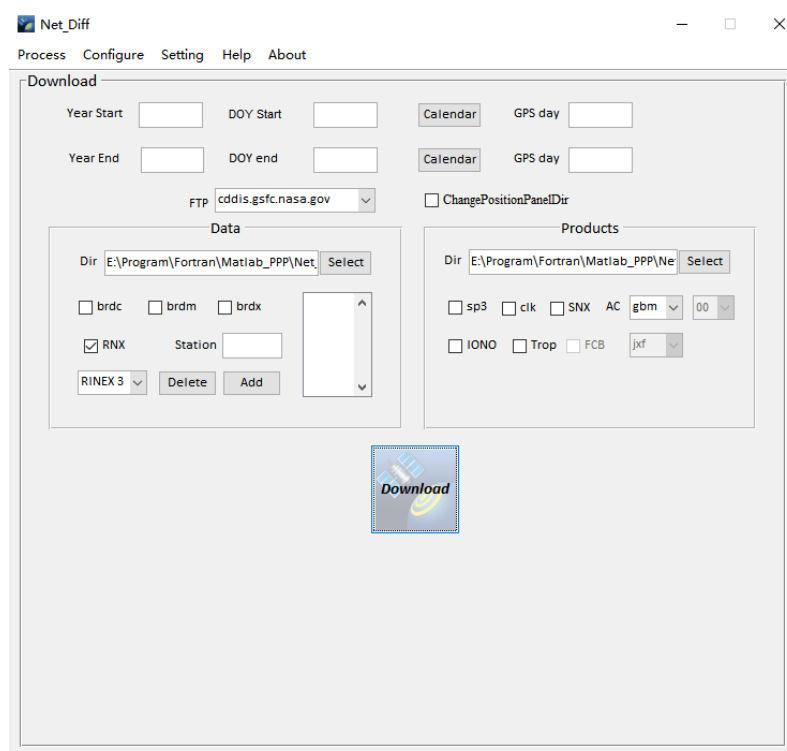 Net_Diff
Process Configure Setting Help About
Download
Year Start DOY Start Calendar GPS day
Year End DOY end Calendar GPS day
FTP cddis.gsfc.nasa.gov ChangePositionPanelDir
Data
Dir E:\Program\Fortran\Matlab_PPP\Net_ Select
brdc brdm brdx
RNX Station
RINEX 3 Delete Add
Products
Dir E:\Program\Fortran\Matlab_PPP\Ne Select
sp3 clk SNX AC gbm 00
IONO Trop FCB jxf
Download